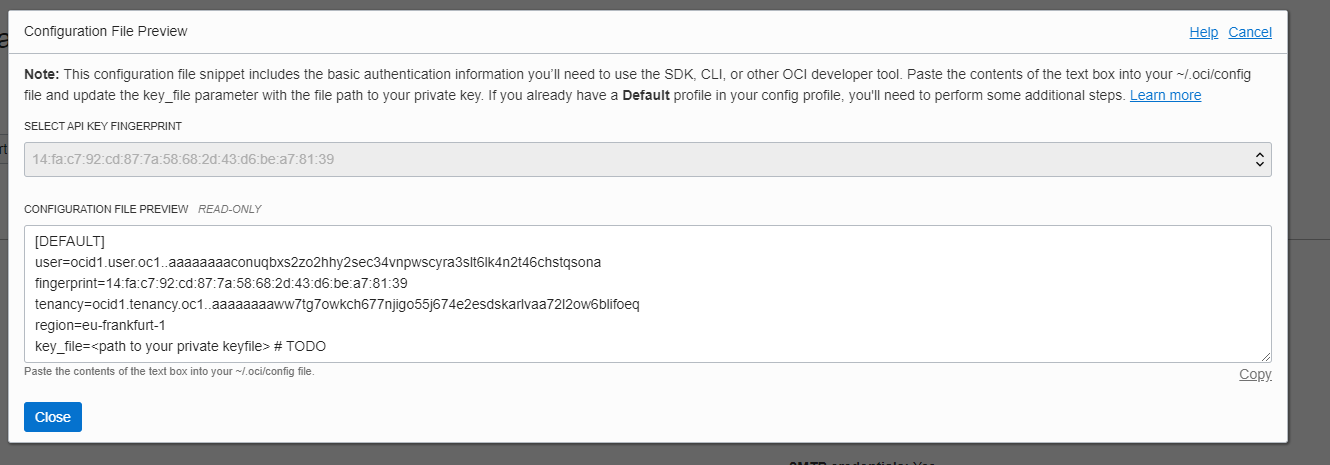 Configuration File Preview
Help Cancel
Note: This configuration file snippet includes the basic authentication information you'll need to use the SDK, CLI, or other OCI developer tool. Paste the contents of the text box into your ~/.oci/config
file and update the key_file parameter with the file path to your private key. If you already have a Default profile in your config profile, you'll need to perform some additional steps. Learn more
SELECT API KEY FINGERPRINT
14:fa:c7:92:cd:87:7a:58:68:2d:43:d6:be:a7:81:39
CONFIGURATION FILE PREVIEW READ-ONLY
[DEFAULT]
user=ocid1.user.oc1..aaaaaaaaconuqbxs2zo2hhy2sec34vnpwscyra3slt6lk4n2t46chstqsona
fingerprint=14:fa:c7:92:cd:87:7a:58:68:2d:43:d6:be:a7:81:39
tenancy=ocid1.tenancy.oc1..aaaaaaaaww7tg7owkch677njigo55j674e2esdskarlvaa72l2ow6blifoeq
region=eu-frankfurt-1
key_file=<path to your private keyfile> # TODO
Paste the contents of the text box into your ~/.oci/config file.
Copy
Close